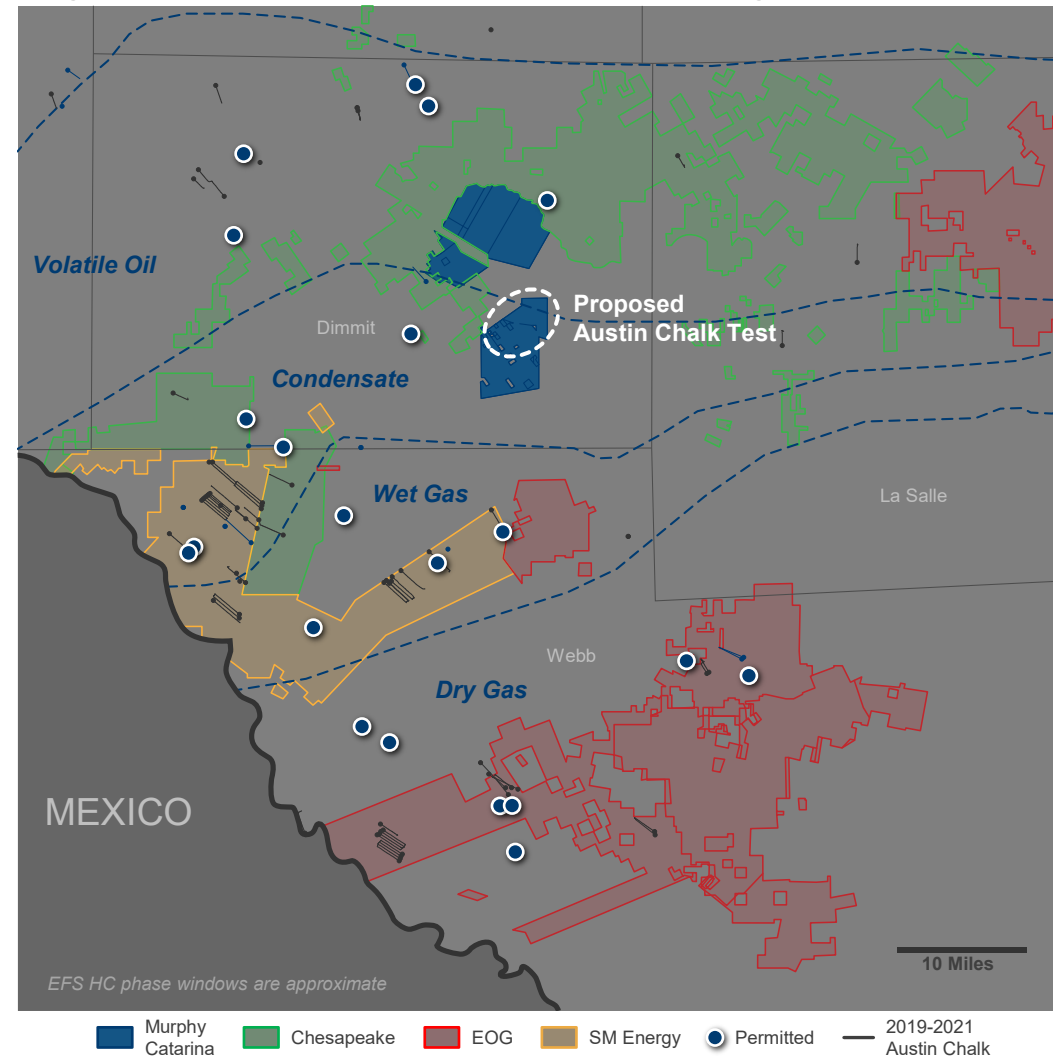 Volatile Oil
Proposed
Austin Chalk Test
Dimmit
Condensate
Wet Gas
La Salle
Webb
Dry Gas
MEXICO
10 Miles
EFS HC phase windows are approximate
Murphy
Catarina
Chesapeake
EOG
SM Energy
Permitted
2019-2021
Austin Chalk